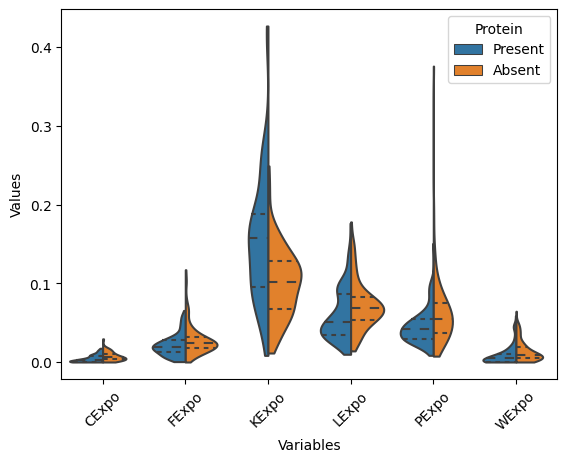 Protein
Present
Absent
0.4
0.3
0.2
0.1
0.0
Values
CExpo
FExpo
KExpo
LExpo
PExpo
WExpo
Variables